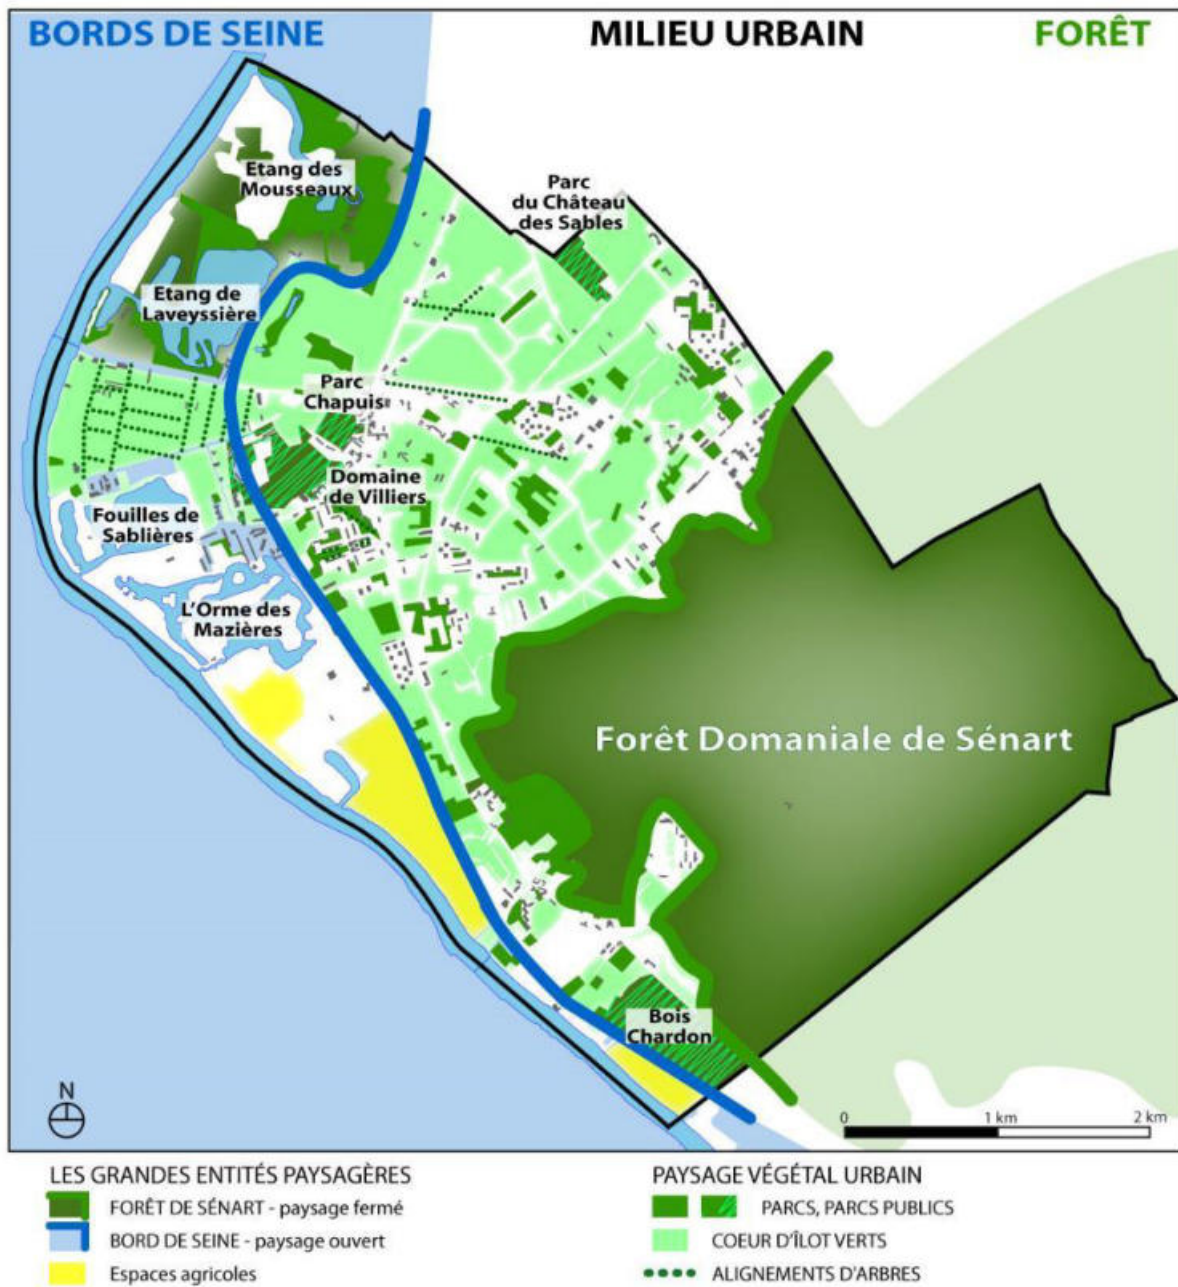 BORDS DE SEINE
MILIEU URBAIN
FORÊT
Etang des
Mousseaux
Parc
du Château
des Sables
Etang de
Laveyssière
Parc
Chapuis
Domaine
de Villiers
Fouilles de
Sablières
L'Orme des
Mazières
Forêt Domaniale de Sénart
Bois
Chardon
N
0 1 km 2 km
LES GRANDES ENTITÉS PAYSAGÈRES
FORÊT DE SÉNART - paysage fermé
BORD DE SEINE - paysage ouvert
Espaces agricoles
PAYSAGE VÉGÉTAL URBAIN
PARCS, PARCS PUBLICS
COEUR D'ÎLOT VERTS
ALIGNEMENTS D'ARBRES